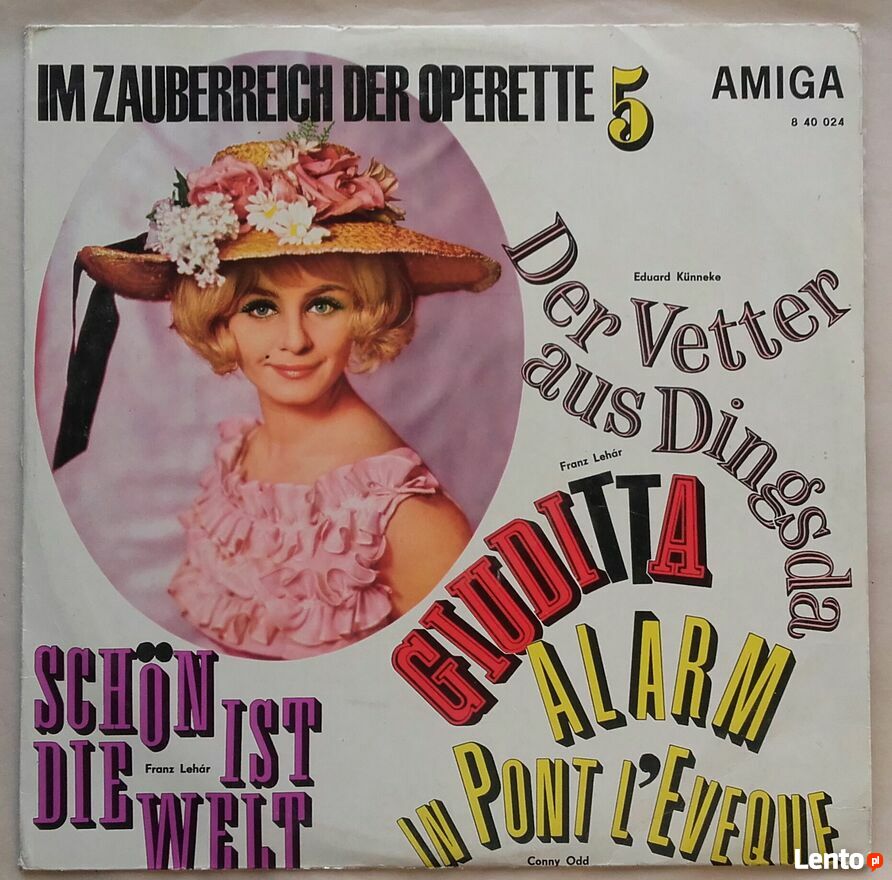 IM ZAUBERREICH DER OPERETTE 5
AMIGA
8 40 024
Eduard Künneke
Der Vetter
aus Dingsda
Franz Lehár
GIUDITTA
ALARM
IN PONT L'EVEQUE
Conny Odd
SCHÖN IST
DIE WELT
Franz Lehár
Lento pl